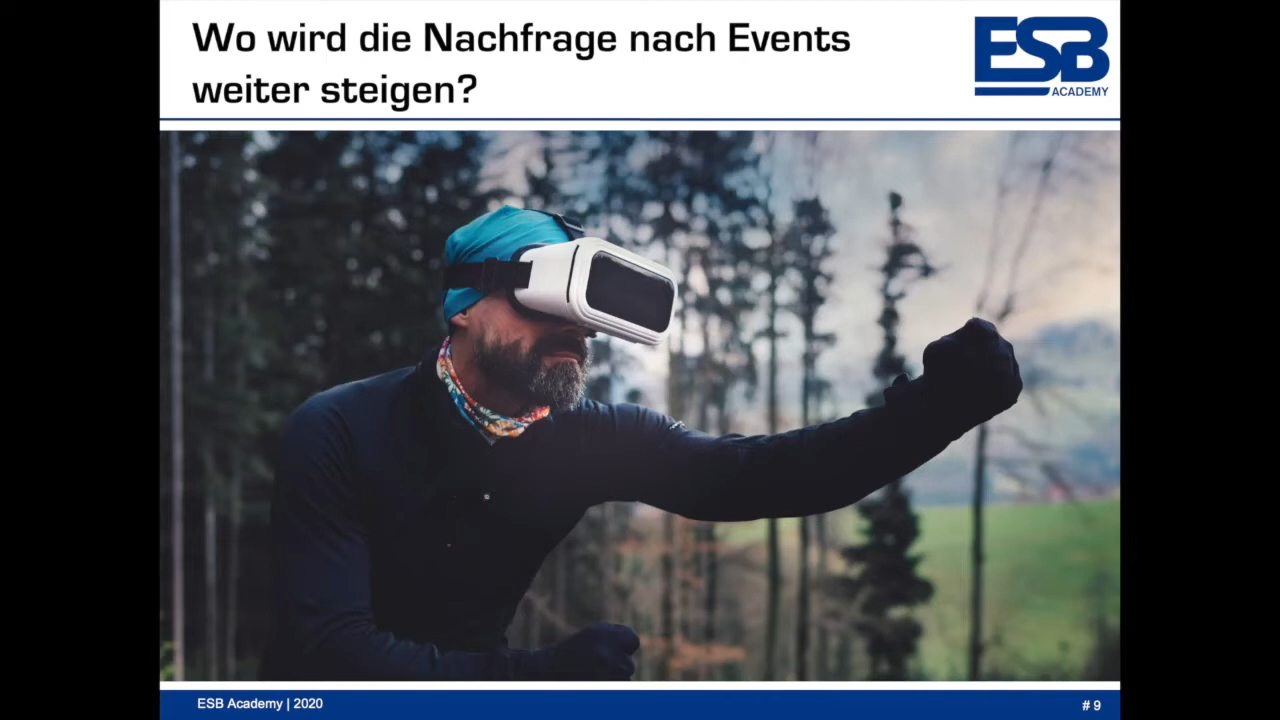 Wo wird die Nachfrage nach Events
weiter steigen?
ESB
ACADEMY
ESB Academy | 2020
# 9